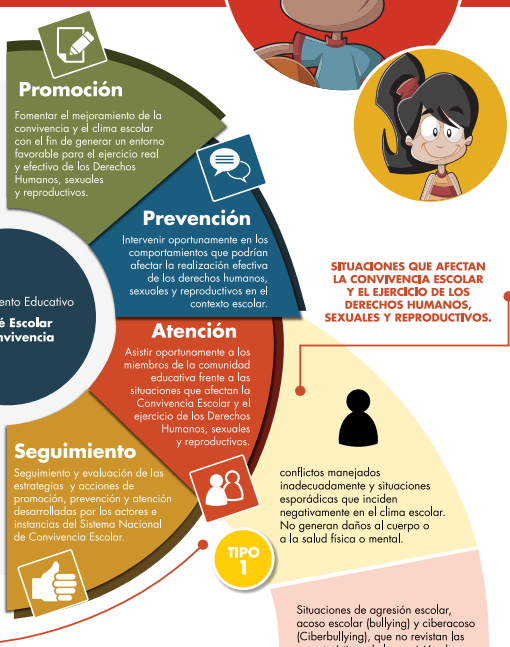 Promoción
Fomentar el mejoramiento de la
convivencia y el clima escolar
con el fin de generar un entorno
favorable para el ejercicio real
y efectivo de los Derechos
Humanos, sexuales
y reproductivos.
Prevención
Intervenir oportunamente en los
comportamientos que podrían
afectar la realización efectiva
de los derechos humanos,
sexuales y reproductivos en el
contexto escolar.
ento Educativo
é Escolar
nvivencia
Atención
Asistir oportunamente a los
miembros de la comunidad
educativa frente a las
situaciones que afectan la
Convivencia Escolar y el
ejercicio de los Derechos
Humanos, sexuales
y reproductivos.
Seguimiento
Seguimiento y evaluación de las
estrategias y acciones de
promoción, prevención y atención
desarrolladas por los actores e
instancias del Sistema Nacional
de Convivencia Escolar.
SITUACIONES QUE AFECTAN
LA CONVIVENCIA ESCOLAR
Y EL EJERCICIO DE LOS
DERECHOS HUMANOS,
SEXUALES Y REPRODUCTIVOS.
conflictos manejados
inadecuadamente y situaciones
esporádicas que inciden
negativamente en el clima escolar.
No generan daños al cuerpo o
a la salud física o mental.
TIPO
1
Situaciones de agresión escolar,
acoso escolar (bullying) y ciberacoso
(Ciberbullying), que no revistan las